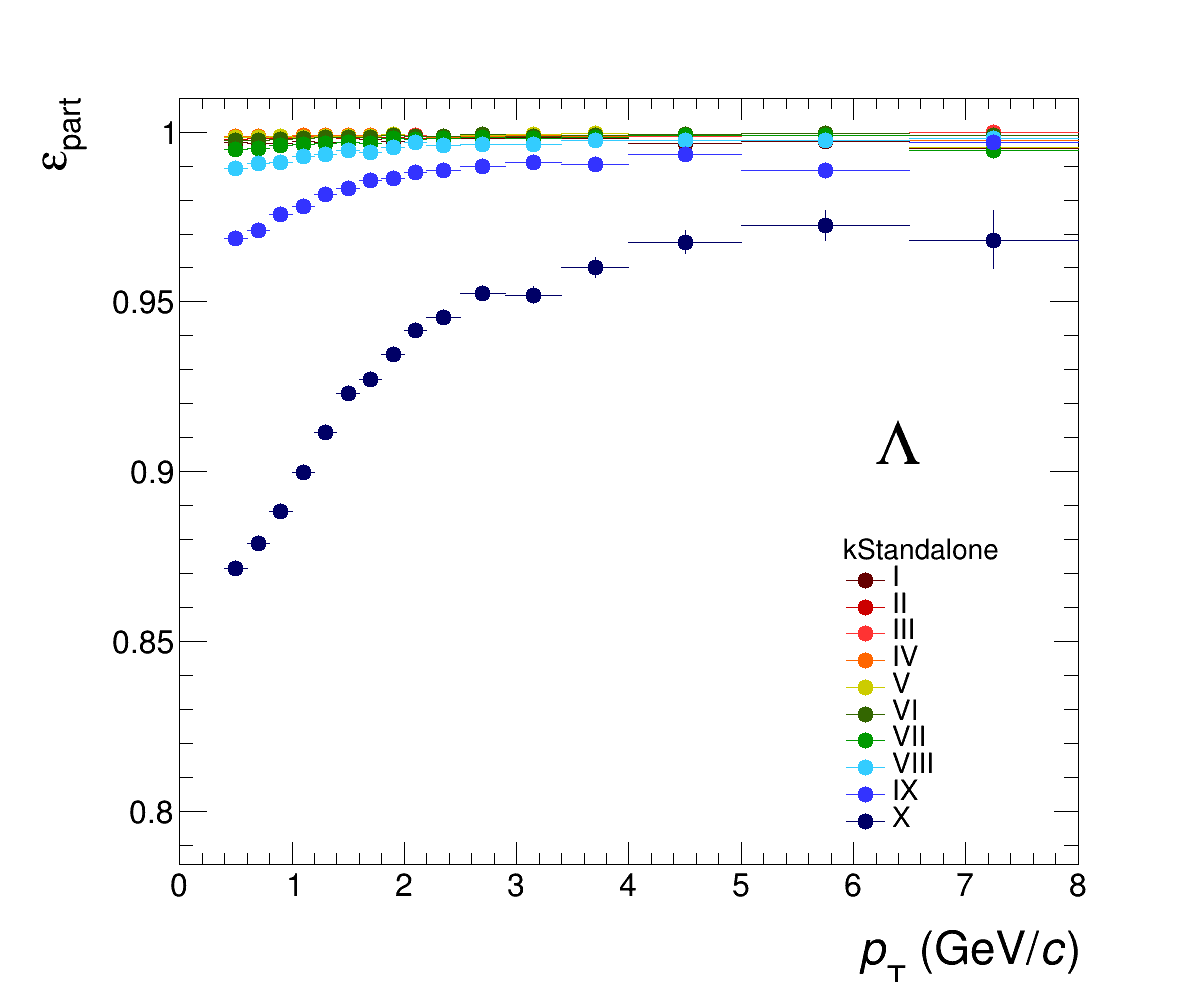 ε_part
1
0.95
0.9
0.85
0.8
Λ
kStandalone
I
II
III
IV
V
VI
VII
VIII
IX
X
0 1 2 3 4 5 6 7 8
p_T (GeV/c)